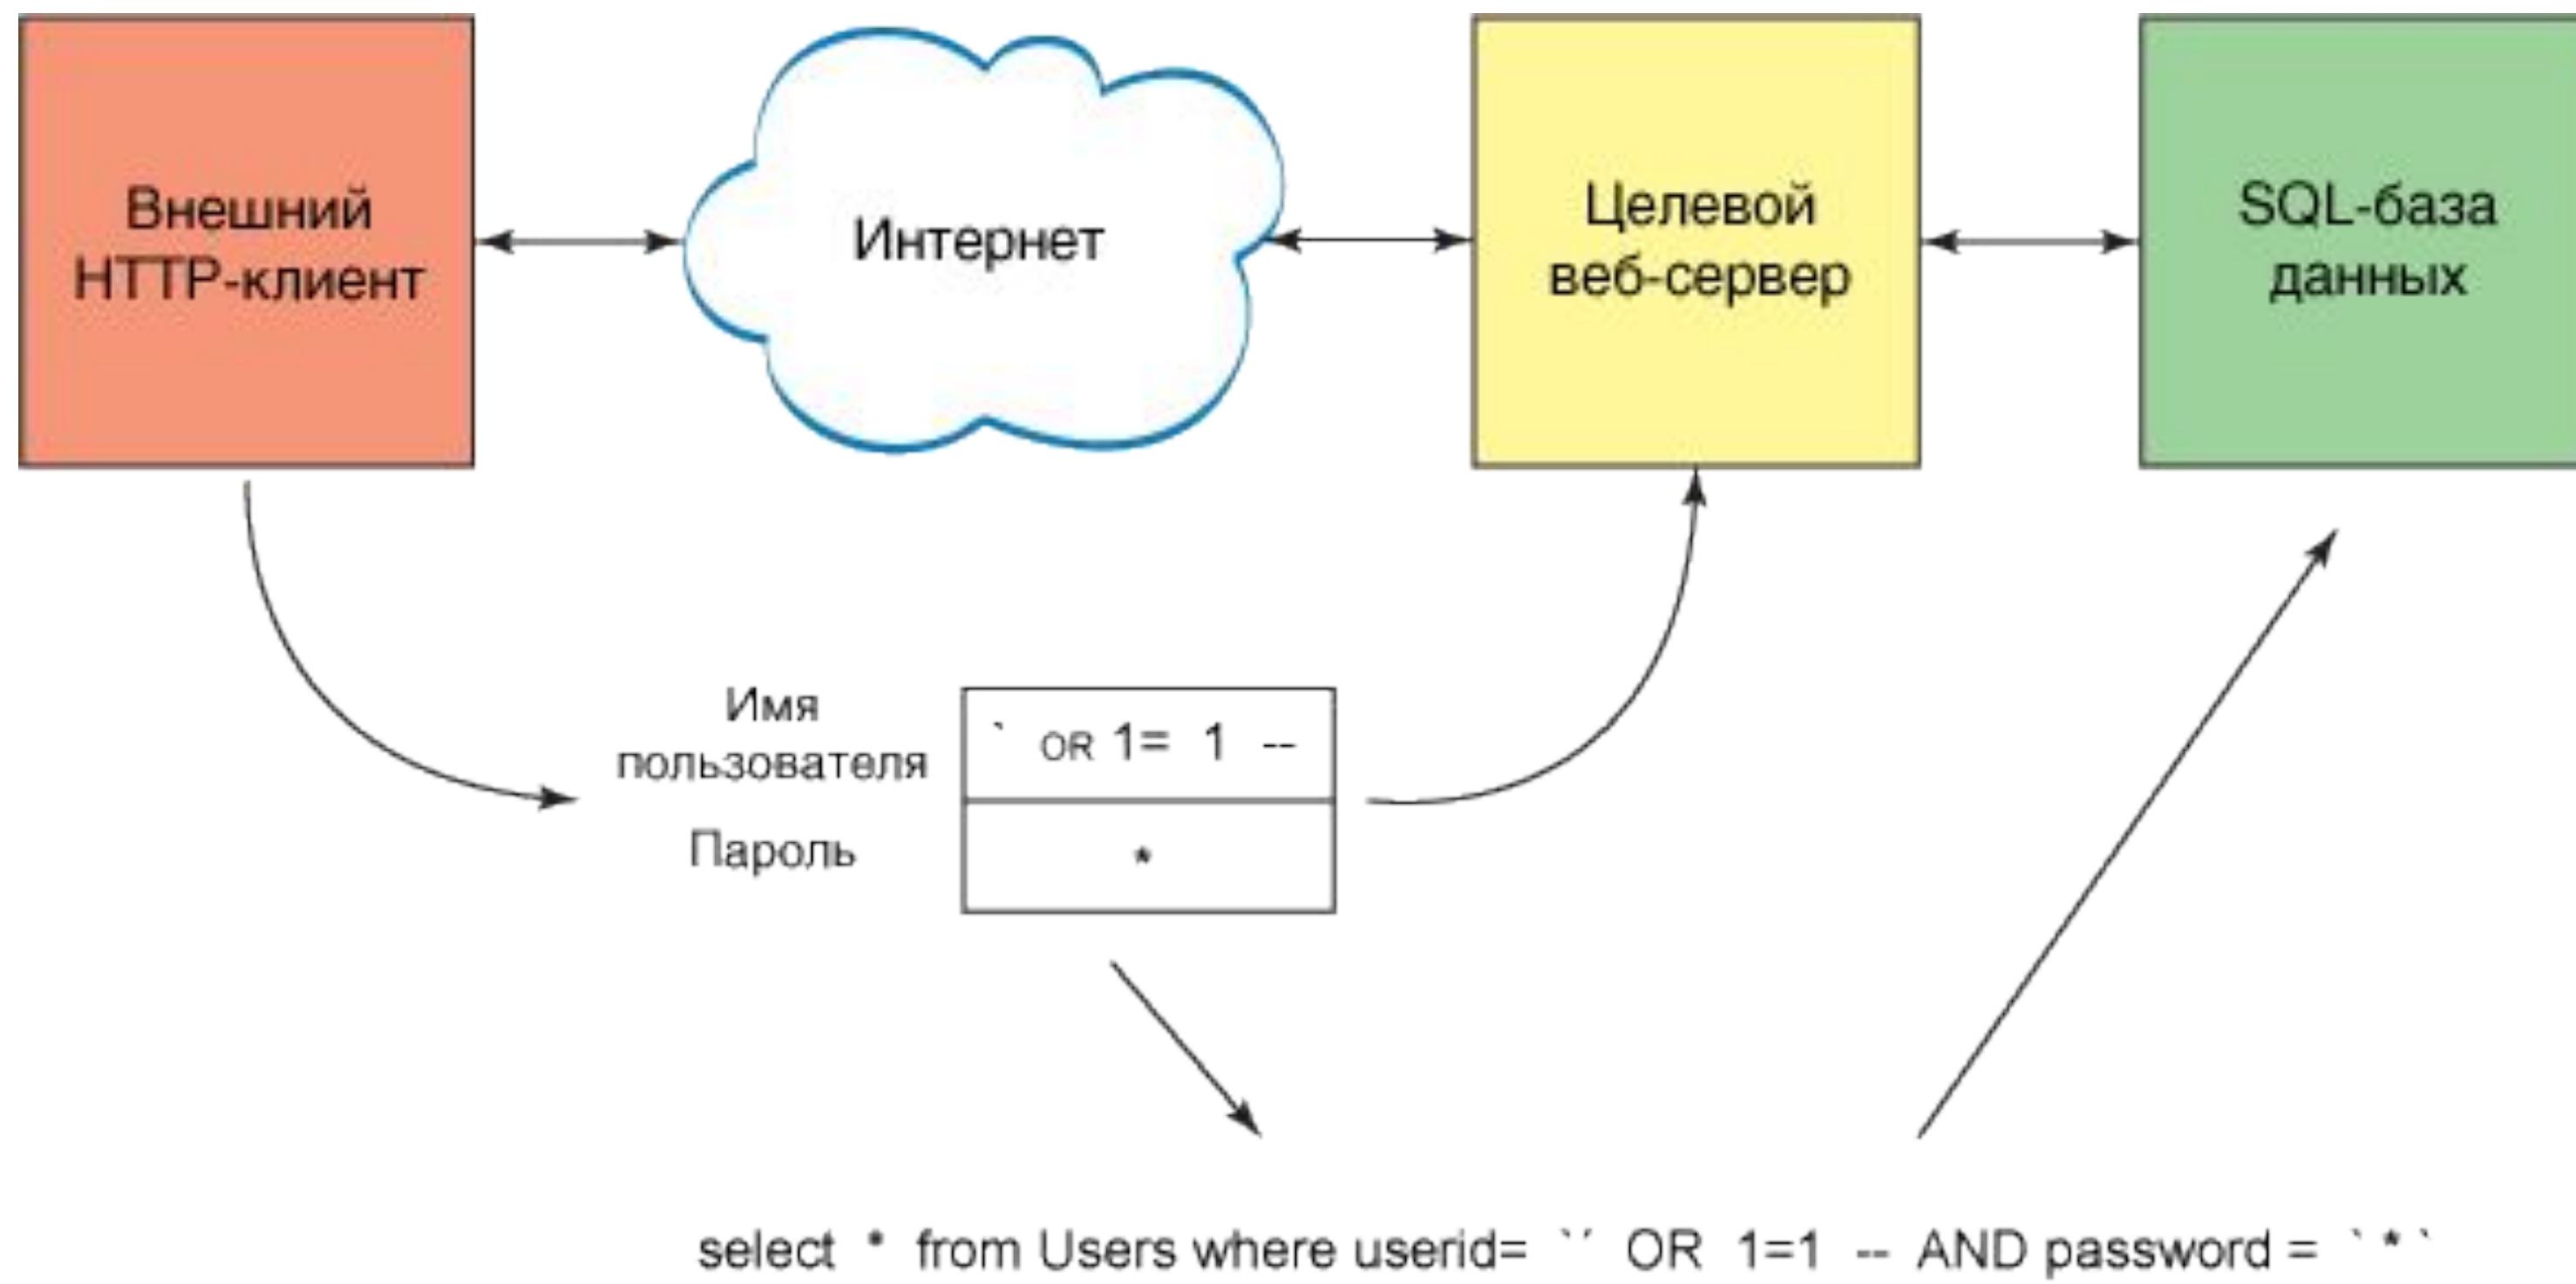 Внешний
HTTP-клиент
Интернет
Целевой
веб-сервер
SQL-база
данных
Имя
пользователя
` OR 1= 1 --
Пароль
*
select * from Users where userid= `´ OR 1=1 -- AND password = `*`